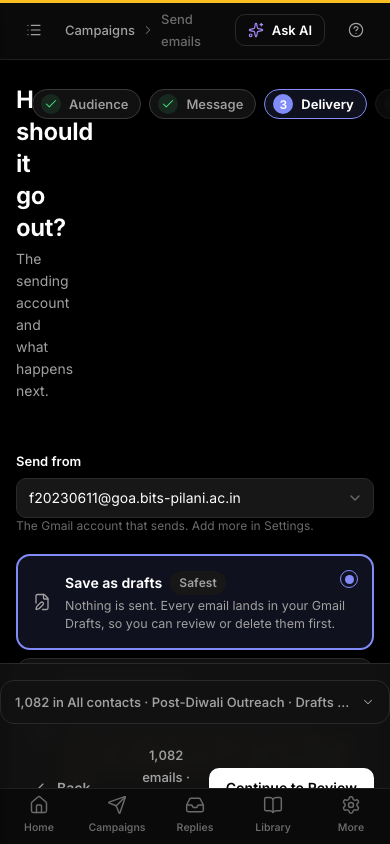 Campaigns
Send
emails
Ask AI
Audience
Message
3 Delivery
should
it
go
out?
The
sending
account
and
what
happens
next.
Send from
f20230611@goa.bits-pilani.ac.in
The Gmail account that sends. Add more in Settings.
Save as drafts Safest
Nothing is sent. Every email lands in your Gmail
Drafts, so you can review or delete them first.
1,082 in All contacts · Post-Diwali Outreach · Drafts ...
1,082
emails ·
Back
Continue to Review
Home
Campaigns
Replies
Library
More